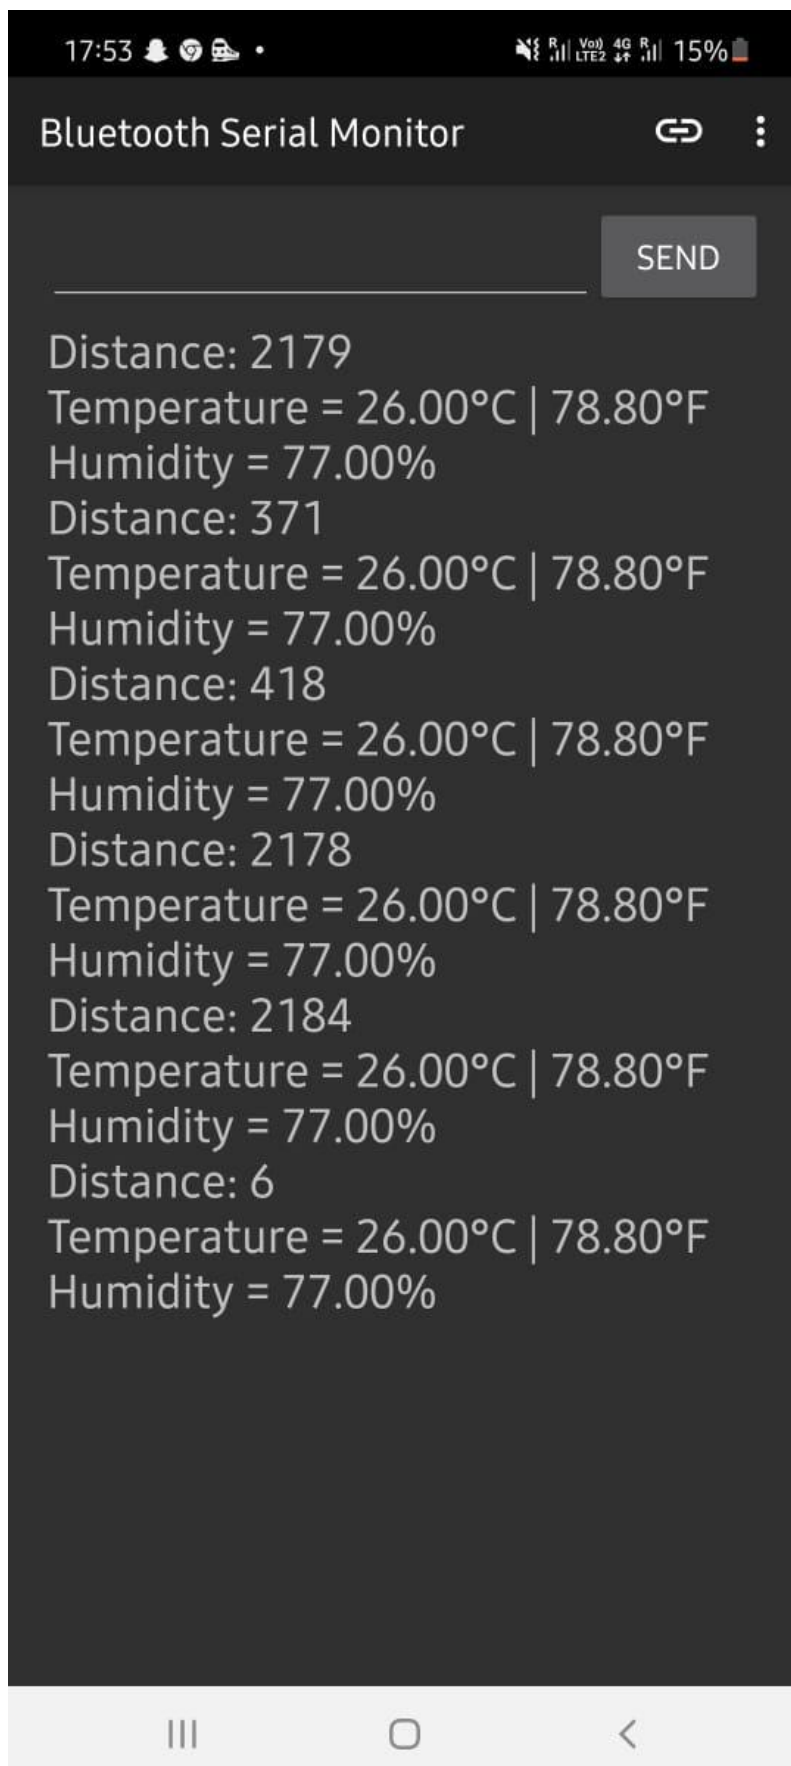 17:53
R Vo)) LTE2 4G R 15%
Bluetooth Serial Monitor
SEND
Distance: 2179
Temperature = 26.00°C | 78.80°F
Humidity = 77.00%
Distance: 371
Temperature = 26.00°C | 78.80°F
Humidity = 77.00%
Distance: 418
Temperature = 26.00°C | 78.80°F
Humidity = 77.00%
Distance: 2178
Temperature = 26.00°C | 78.80°F
Humidity = 77.00%
Distance: 2184
Temperature = 26.00°C | 78.80°F
Humidity = 77.00%
Distance: 6
Temperature = 26.00°C | 78.80°F
Humidity = 77.00%